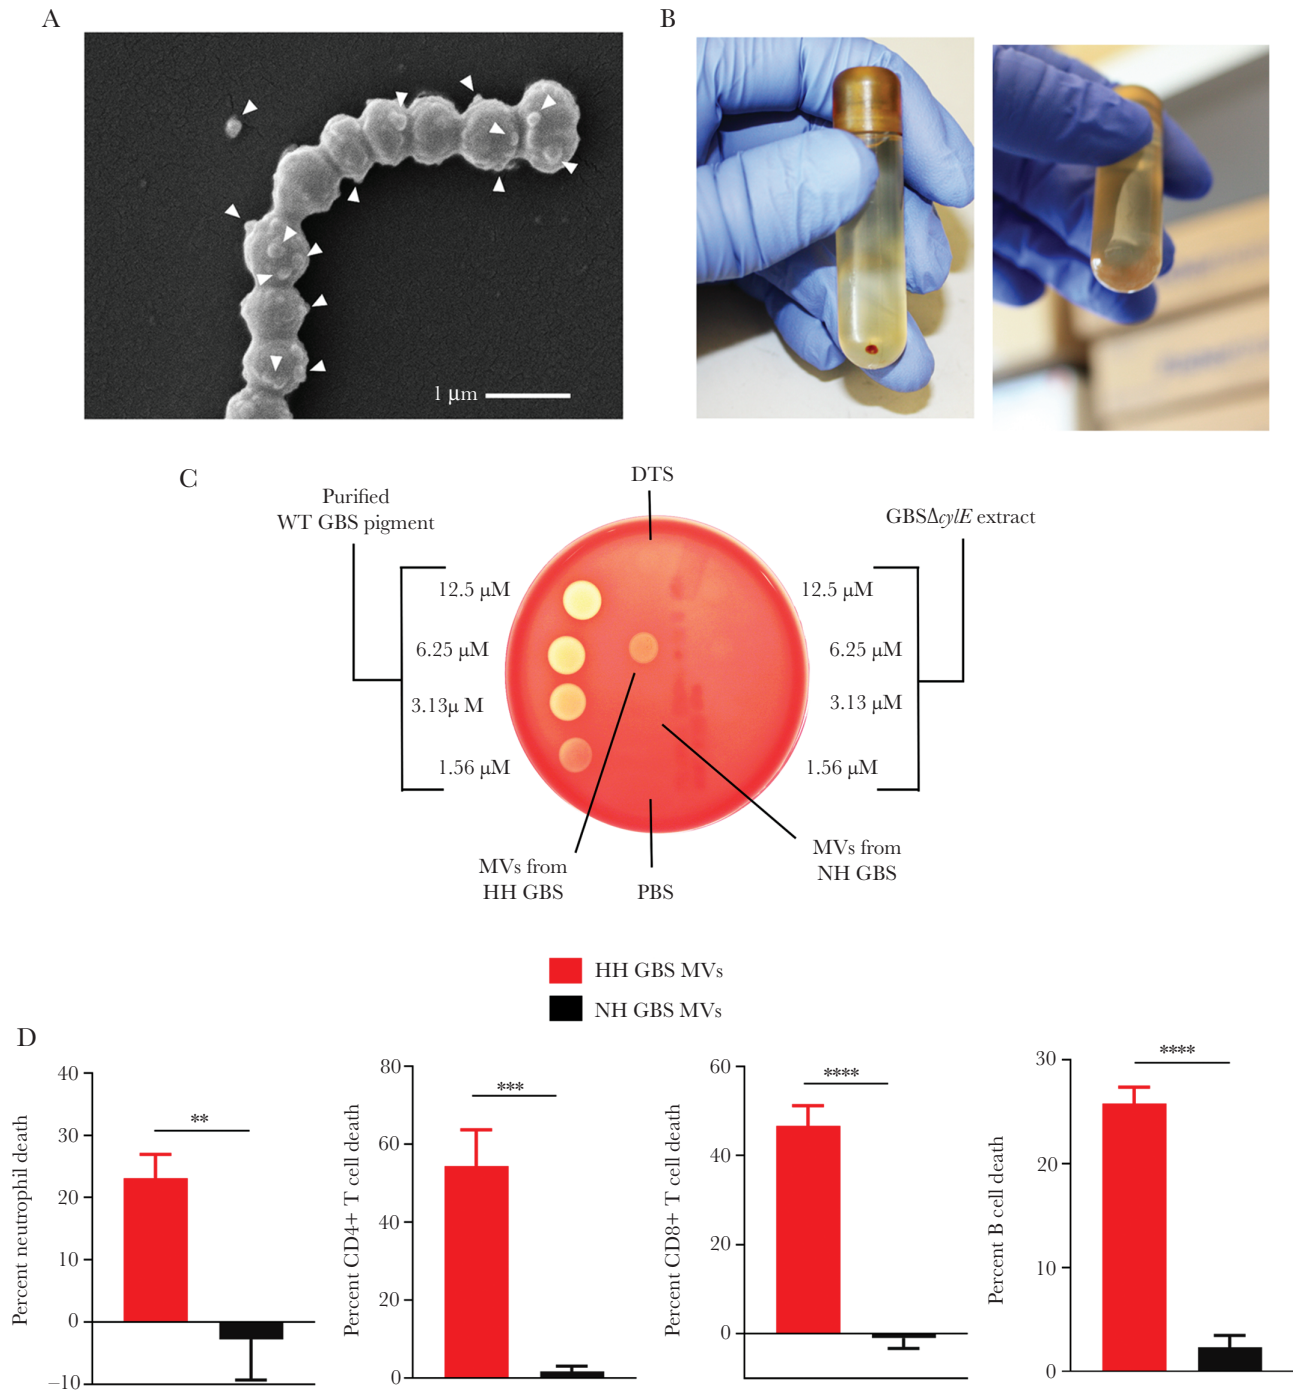 A
B
1 µm
C
DTS
Purified
WT GBS pigment
GBSΔcylE extract
12.5 µM
12.5 µM
6.25 µM
6.25 µM
3.13µ M
3.13 µM
1.56 µM
1.56 µM
MVs from
HH GBS
PBS
MVs from
NH GBS
HH GBS MVs
NH GBS MVs
D
Percent neutrophil death
40
30
20
10
0
–10
**
Percent CD4+ T cell death
80
60
40
20
0
***
Percent CD8+ T cell death
60
40
20
0
****
Percent B cell death
30
20
10
0
****